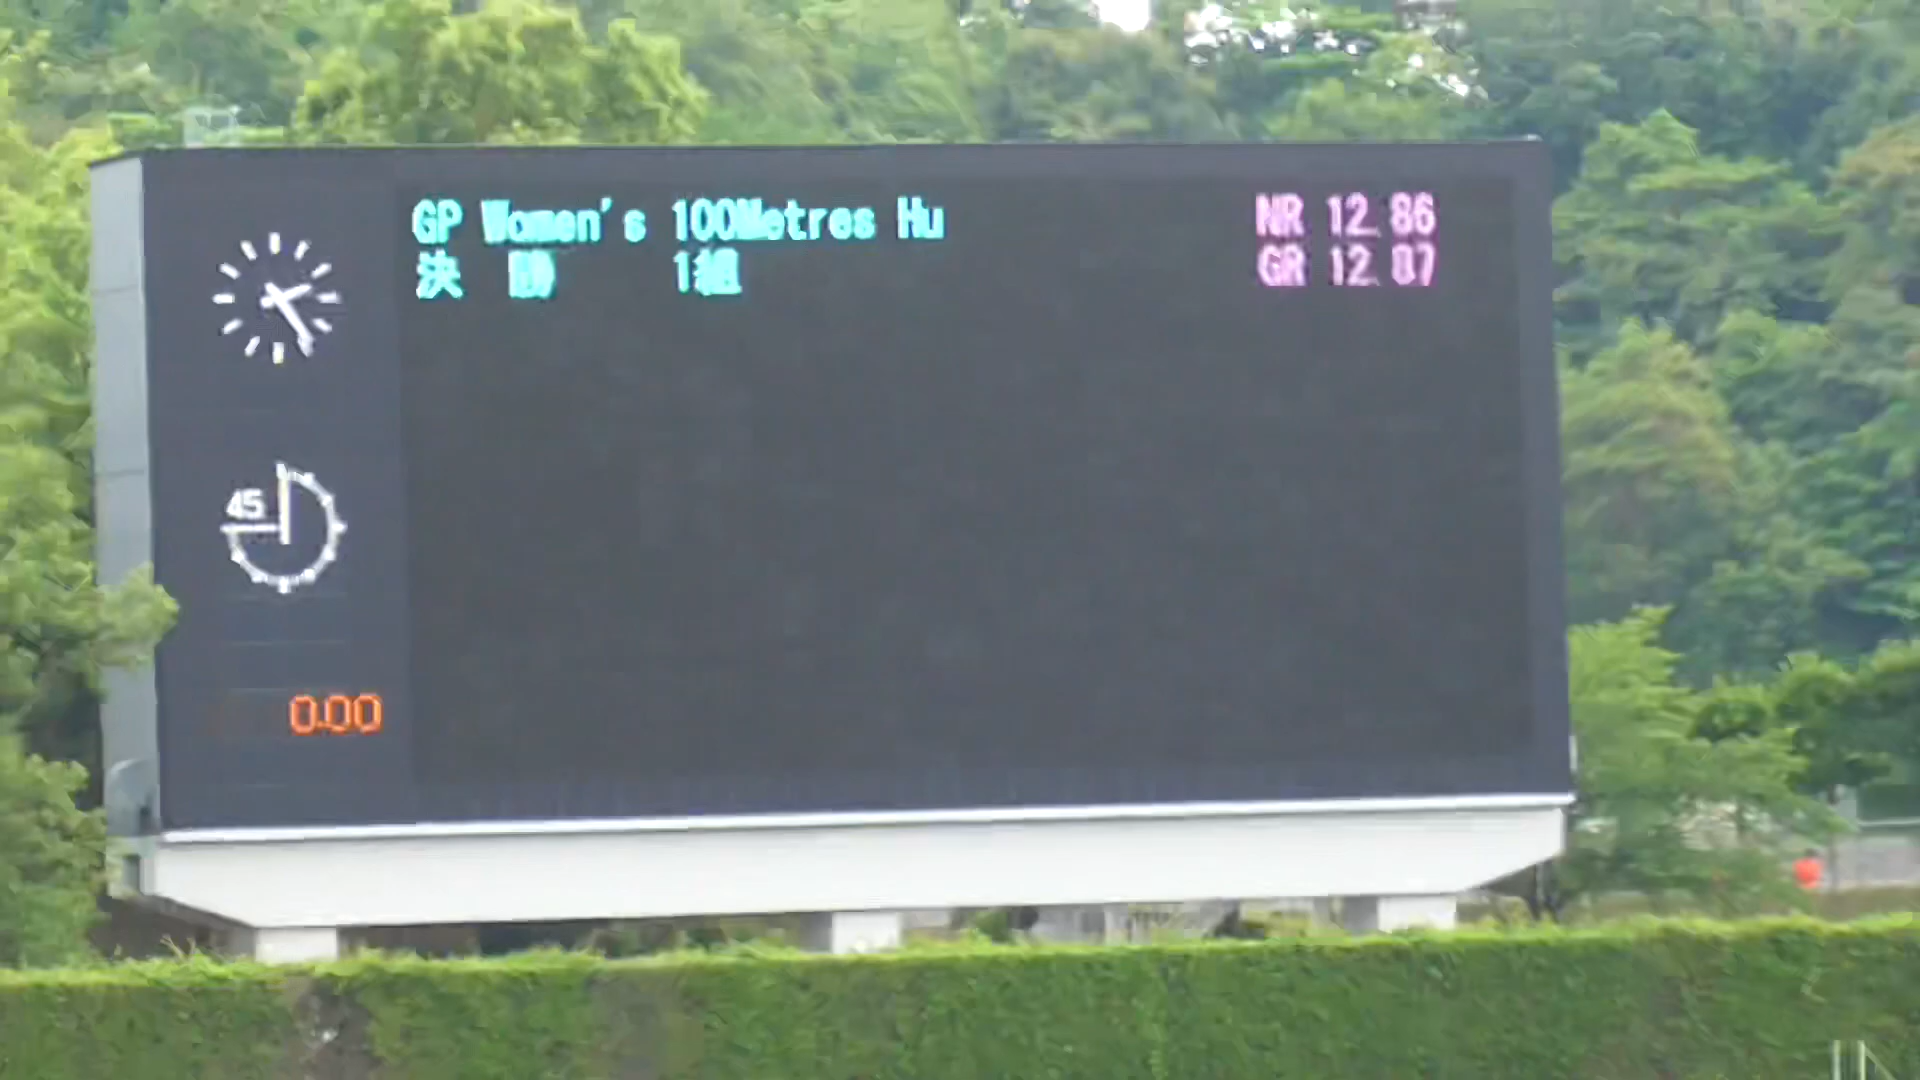 GP Women's 100Metres Hu
NR 12.86
決 勝 1組
GR 12.87
45
0.00